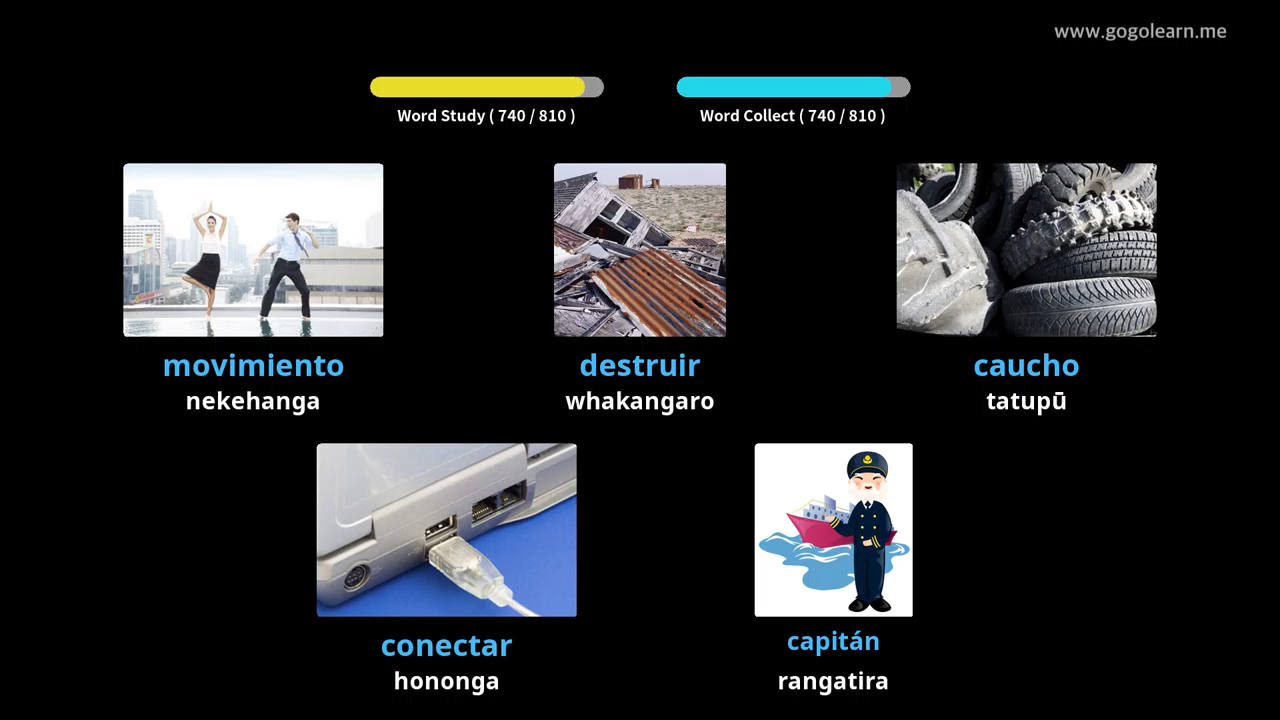 www.gogolearn.me
Word Study ( 740 / 810 )
Word Collect ( 740 / 810 )
movimiento
nekehanga
destruir
whakangaro
caucho
tatupū
conectar
hononga
capitán
rangatira